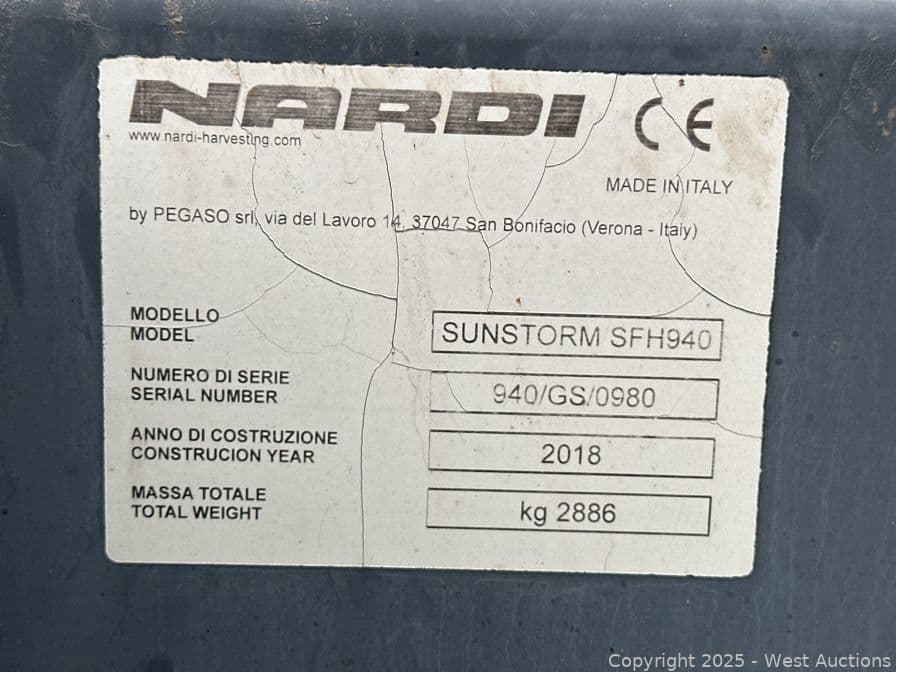 NARDI
www.nardi-harvesting.com
CE
MADE IN ITALY
by PEGASO srl, via del Lavoro 14, 37047 San Bonifacio (Verona - Italy)
MODELLO
MODEL
SUNSTORM SFH940
NUMERO DI SERIE
SERIAL NUMBER
940/GS/0980
ANNO DI COSTRUZIONE
CONSTRUCION YEAR
2018
MASSA TOTALE
TOTAL WEIGHT
kg 2886
Copyright 2025 - West Auctions